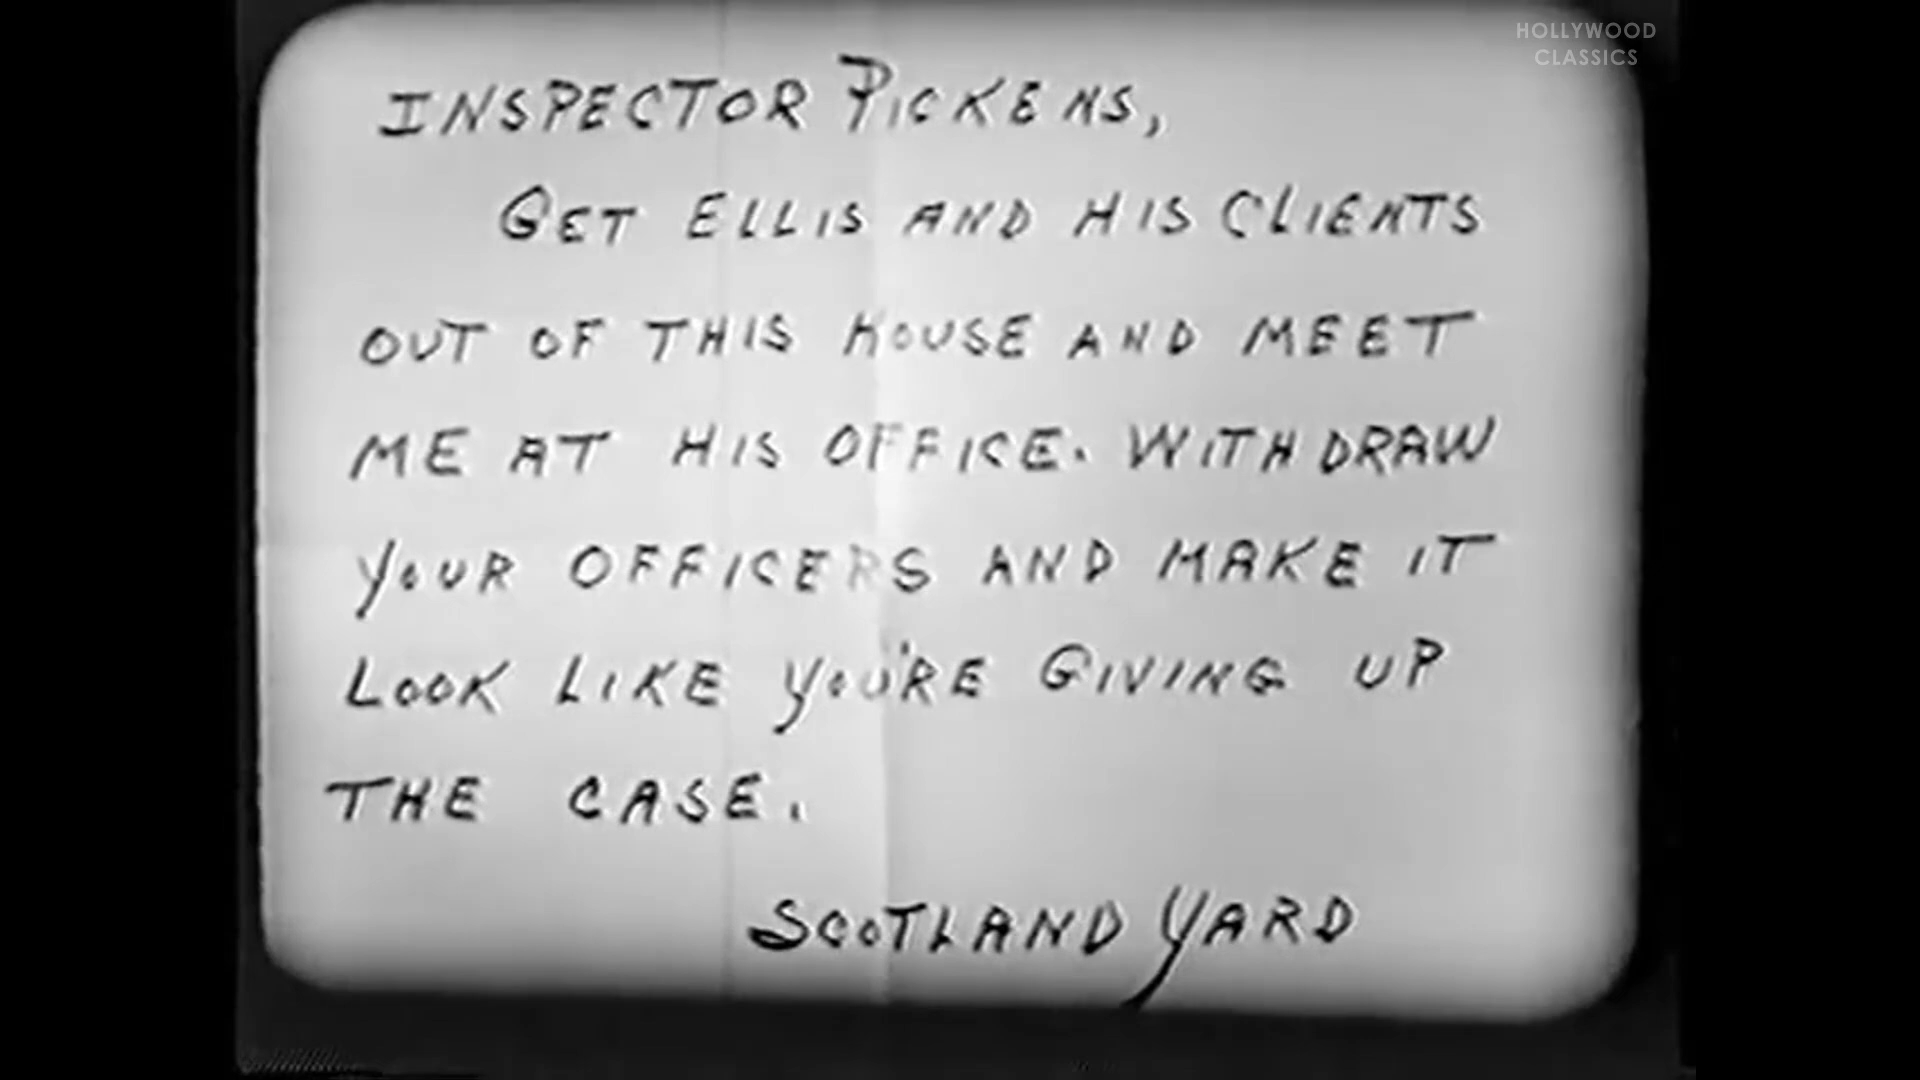 HOLLYWOOD
CLASSICS
INSPECTOR PICKENS,
GET ELLIS AND HIS CLIENTS
OUT OF THIS HOUSE AND MEET
ME AT HIS OFFICE. WITHDRAW
YOUR OFFICERS AND MAKE IT
LOOK LIKE YOU'RE GIVING UP
THE CASE.
SCOTLAND YARD